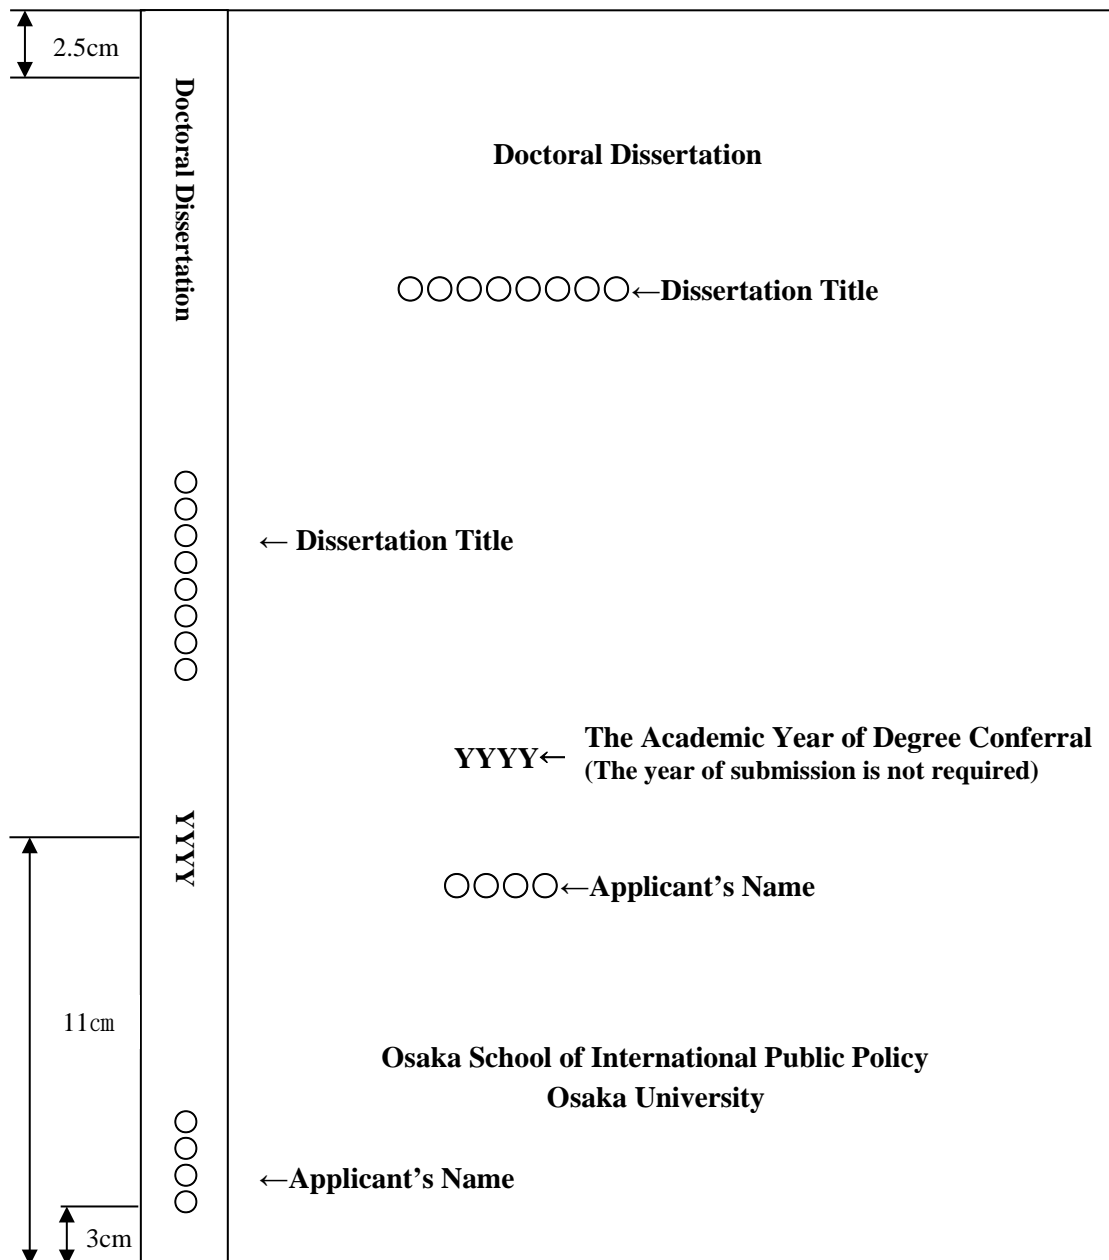 2.5cm
Doctoral Dissertation
Doctoral Dissertation
○○○○○○○○←Dissertation Title
○○○○○○○○
← Dissertation Title
The Academic Year of Degree Conferral
YYYY←
(The year of submission is not required)
YYYY
○○○○←Applicant’s Name
11㎝
Osaka School of International Public Policy
Osaka University
○○○○
←Applicant’s Name
3cm